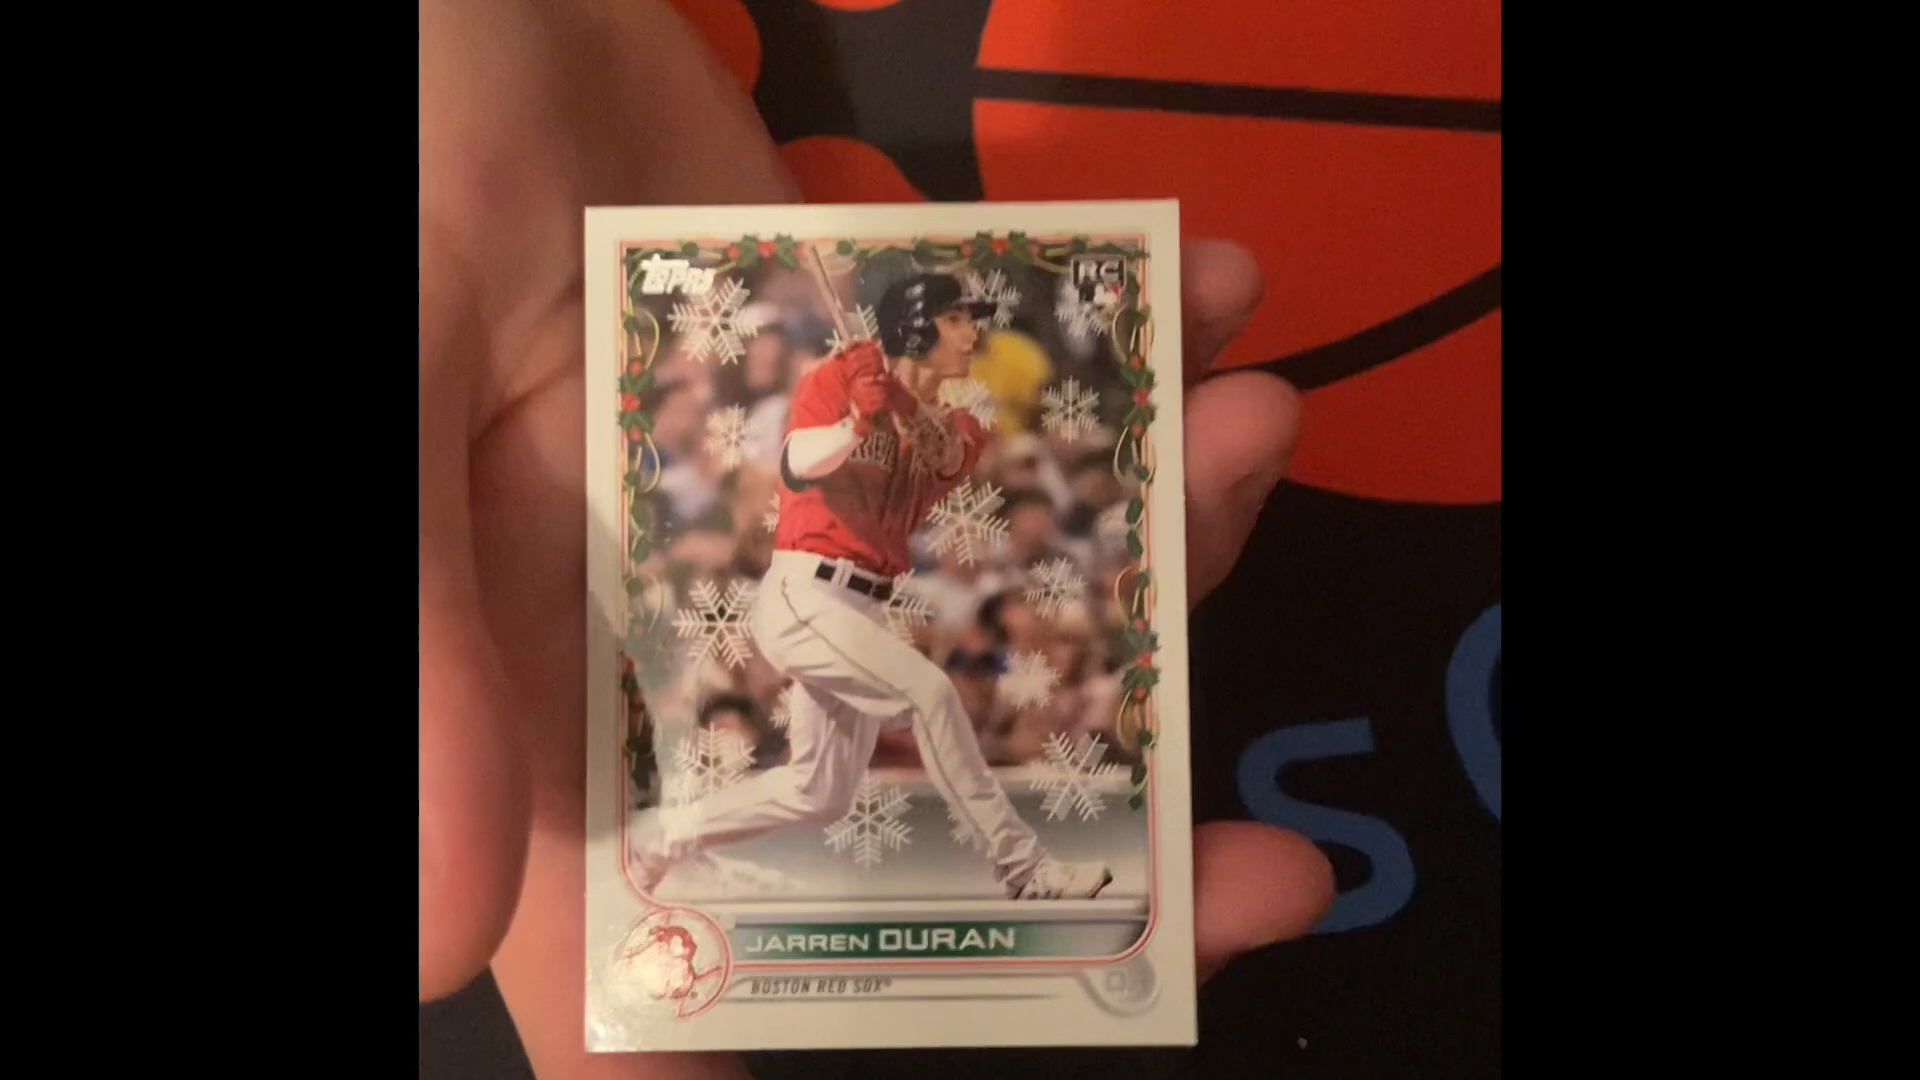 TOPPS
RC
JARREN DURAN
BOSTON RED SOX®
S